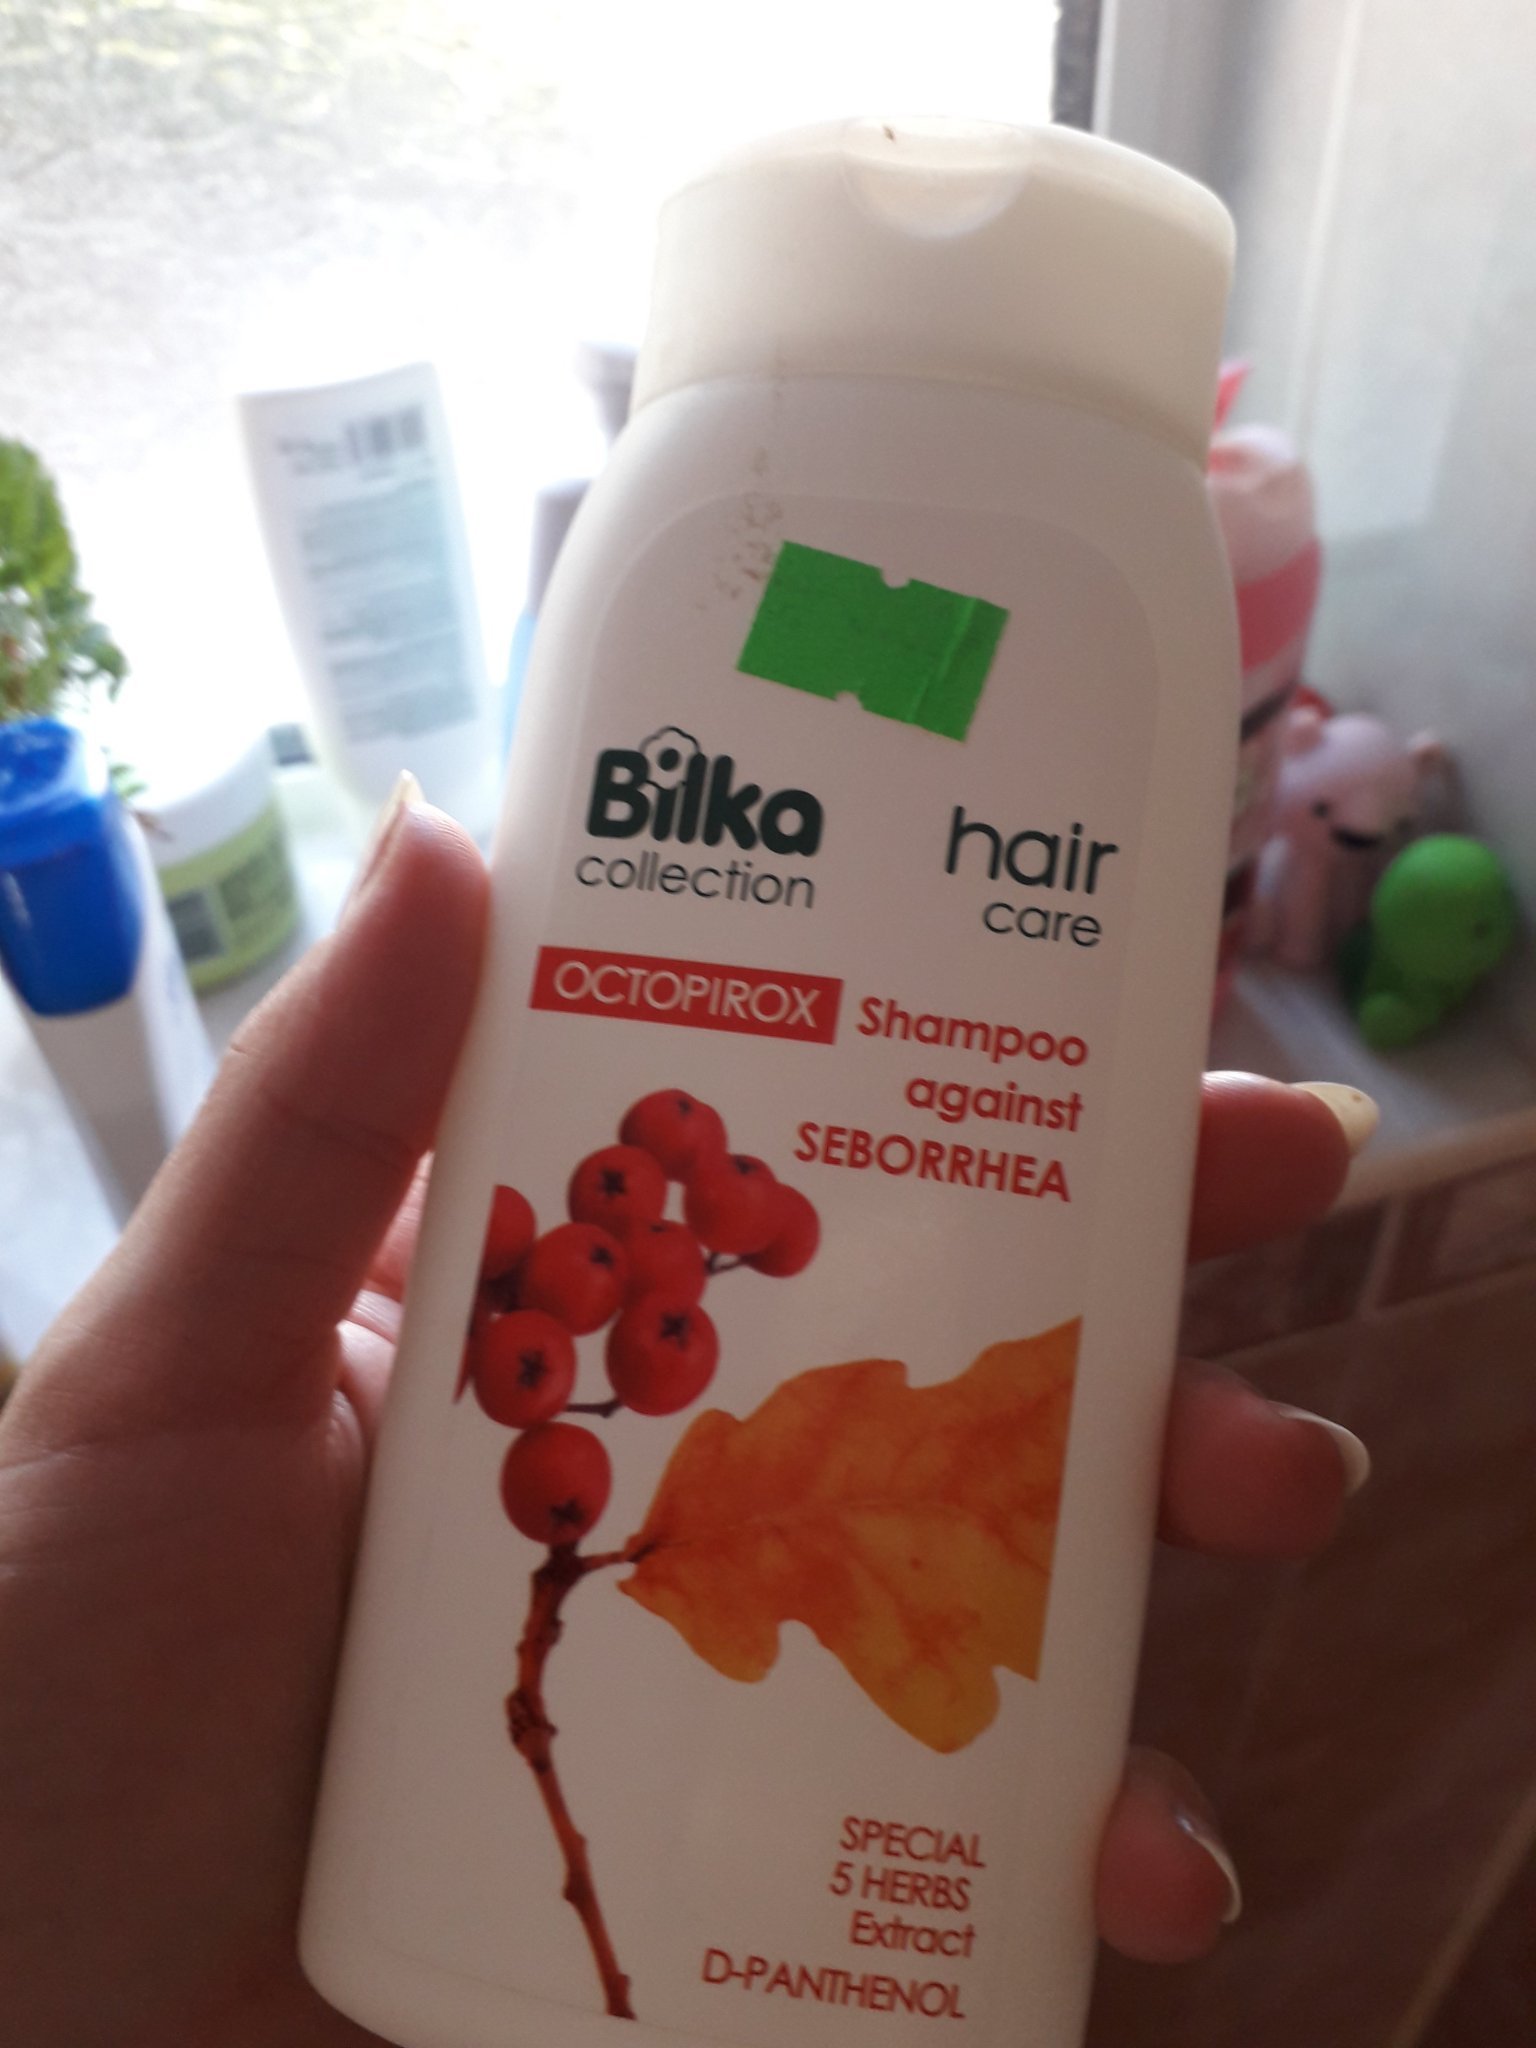 Bilka
collection
hair
care
OCTOPIROX Shampoo
against
SEBORRHEA
SPECIAL
5 HERBS
Extract
D-PANTHENOL